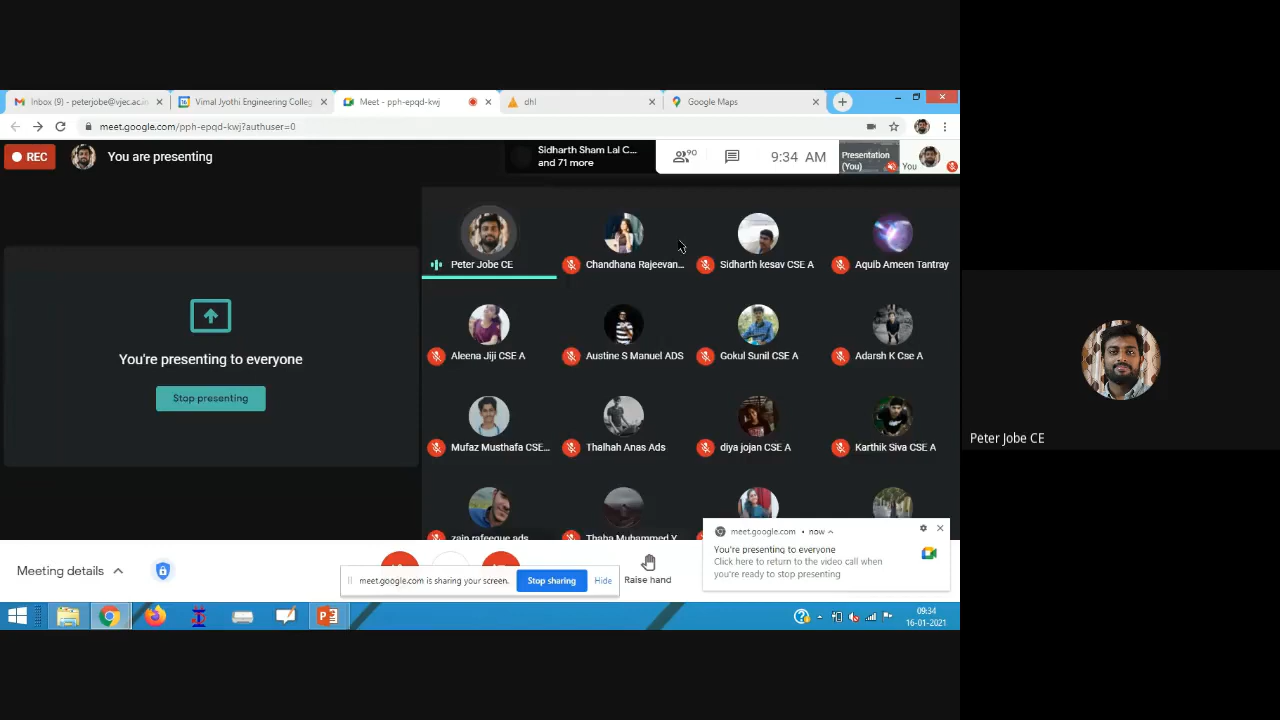 Inbox (9) - peterjobe@vjec.ac.in
Vimal Jyothi Engineering Colleg
Meet - pph-epqd-kwj
dhl
Google Maps
meet.google.com/pph-epqd-kwj?authuser=0
REC
You are presenting
Sidharth Sham Lal C...
and 71 more
90
9:34 AM
Presentation
(You)
You
Peter Jobe CE
Chandhana Rajeevan...
Sidharth kesav CSE A
Aquib Ameen Tantray
You're presenting to everyone
Stop presenting
Aleena Jiji CSE A
Austine S Manuel ADS
Gokul Sunil CSE A
Adarsh K Cse A
Mufaz Musthafa CSE...
Thalhah Anas Ads
diya jojan CSE A
Karthik Siva CSE A
zain rafeeque ads
Thaha Muhammed Y
Peter Jobe CE
meet.google.com • now
You're presenting to everyone
Click here to return to the video call when
you're ready to stop presenting
Meeting details
meet.google.com is sharing your screen.
Stop sharing
Hide
Raise hand
09:34
16-01-2021